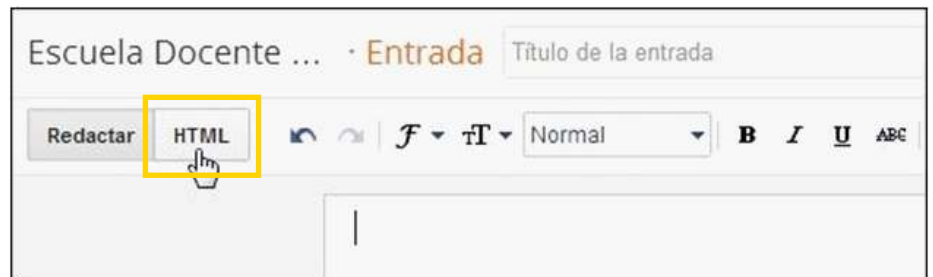 Escuela Docente ... · Entrada Título de la entrada
Redactar HTML F T T Normal B I U ABC